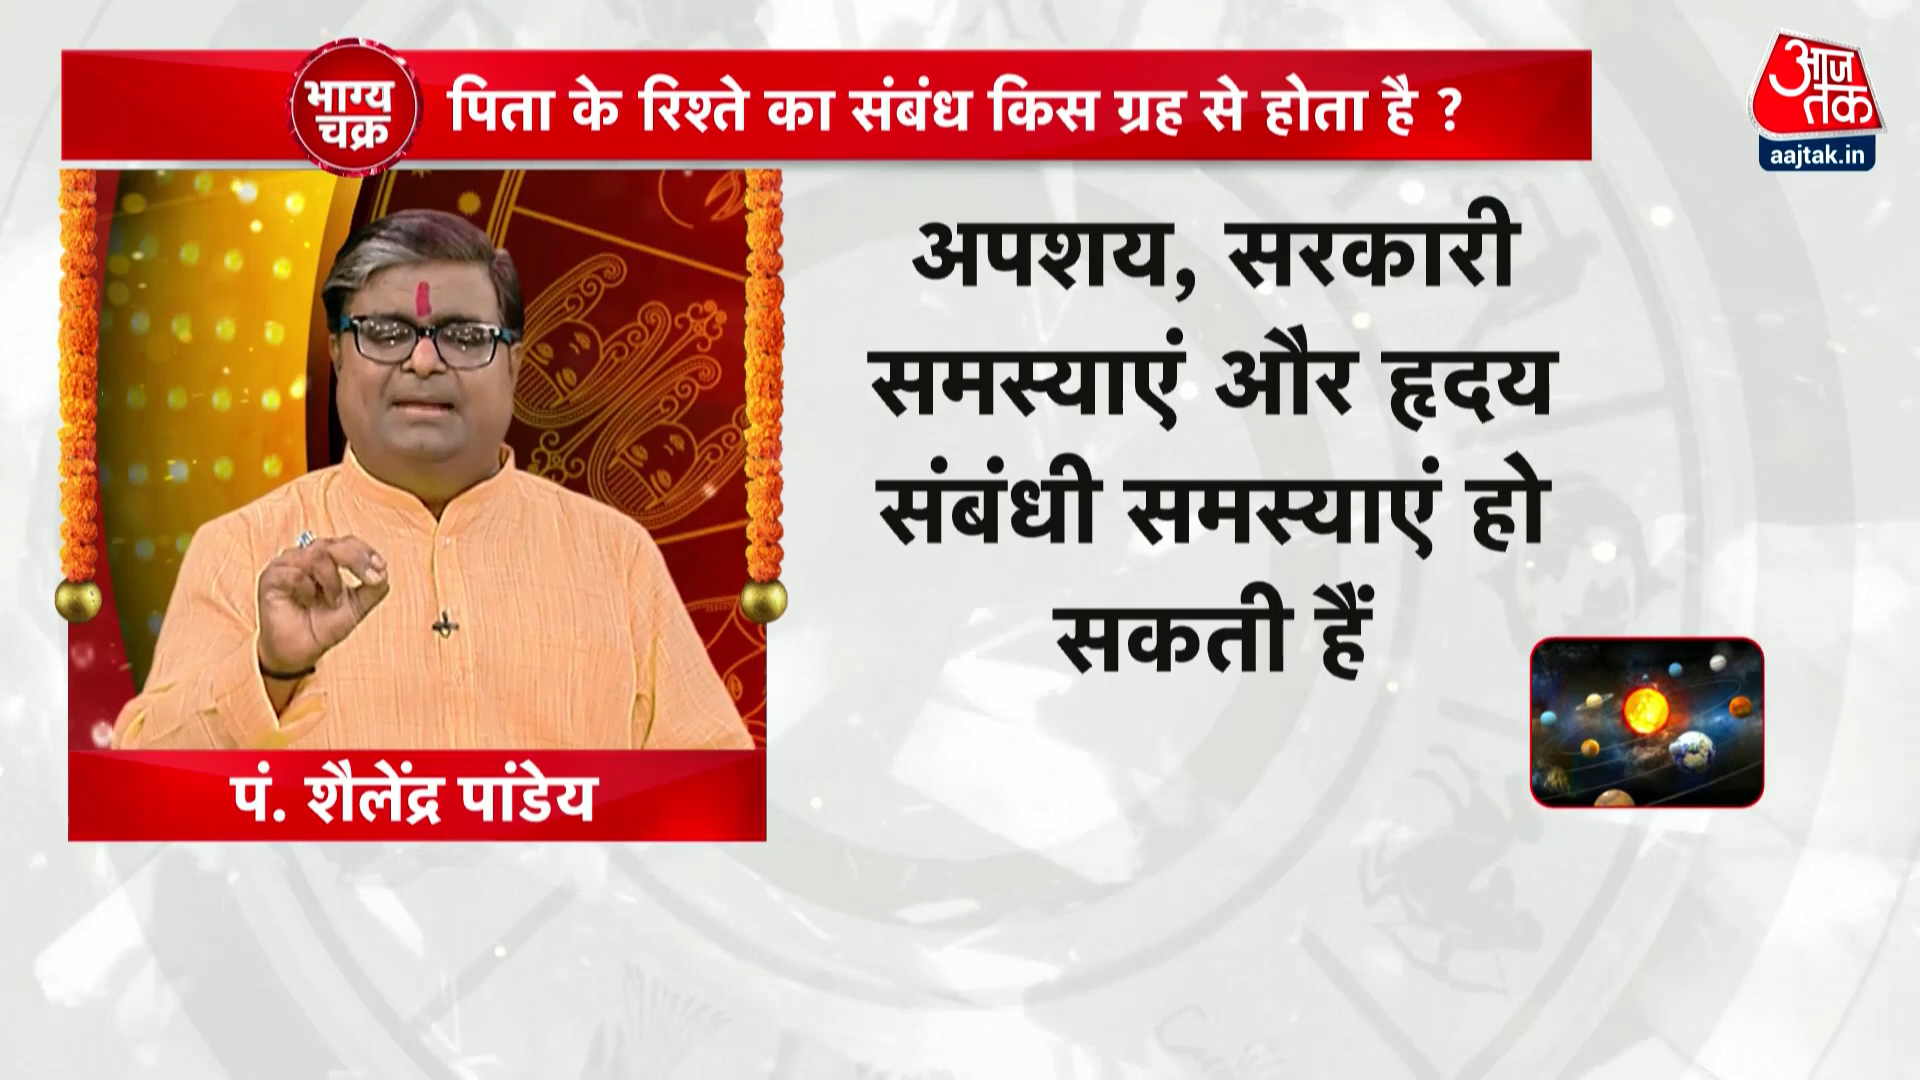 भाग्य
चक्र
पिता के रिश्ते का संबंध किस ग्रह से होता है ?
आज
तक
aajtak.in
अपशय, सरकारी
समस्याएं और हृदय
संबंधी समस्याएं हो
सकती हैं
पं. शैलेंद्र पांडेय